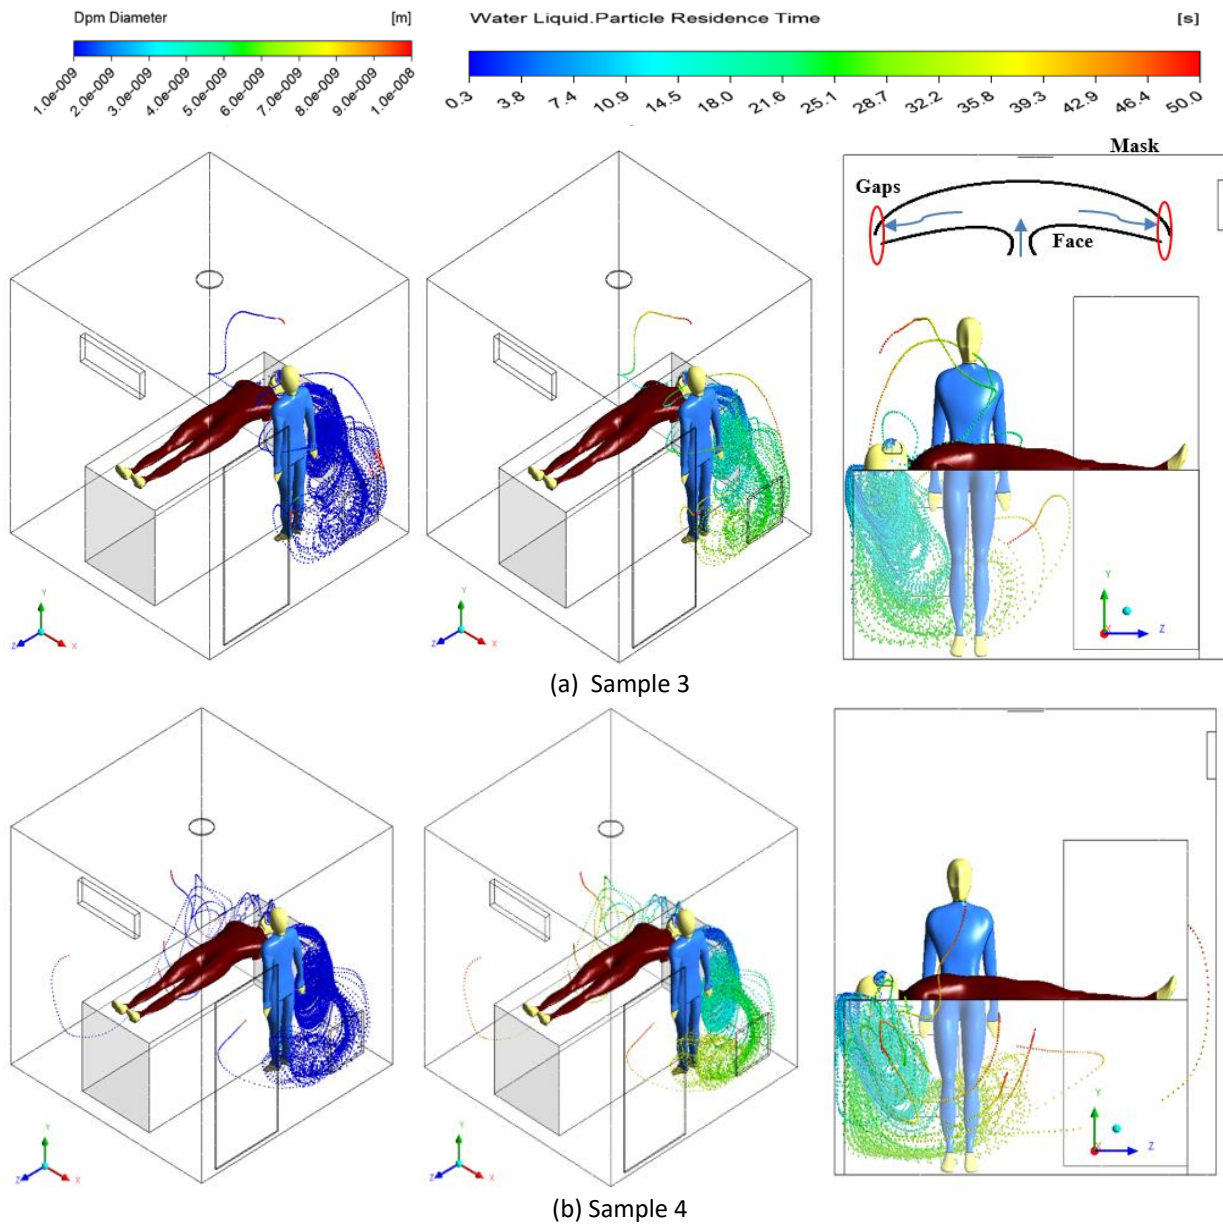 Dpm Diameter [m]
1.0e-009 2.0e-009 3.0e-009 4.0e-009 5.0e-009 6.0e-009 7.0e-009 8.0e-009 9.0e-009 1.0e-008
Water Liquid.Particle Residence Time [s]
0.3 3.8 7.4 10.9 14.5 18.0 21.6 25.1 28.7 32.2 35.8 39.3 42.9 46.4 50.0
Mask
Gaps
Face
Y
Z X
Y
Z X
Y
X Z
(a) Sample 3
Y
Z X
Y
Z X
Y
X Z
(b) Sample 4